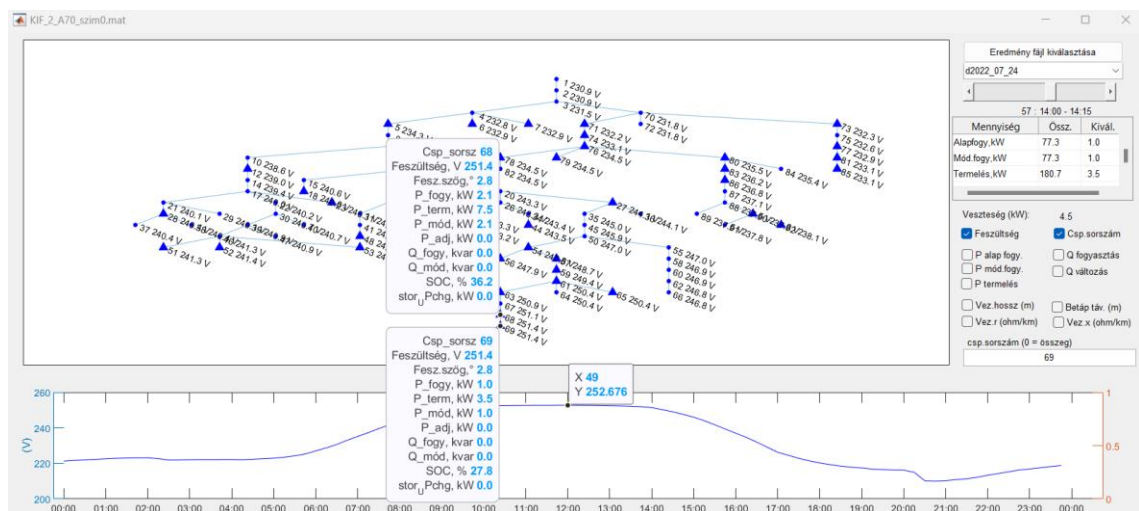 KIF_2_A70_szim0.mat
Eredmény fájl kiválasztása
d2022_07_24
57 : 14:00 - 14:15
Mennyiség Össz. Kivál.
Alapfogy,kW 77.3 1.0
Mód.fogy,kW 77.3 1.0
Termelés,kW 180.7 3.5
Veszteség (kW): 4.5
Feszültség Csp.sorszám
P alap fogy. Q fogyasztás
P mód.fogy. Q változás
P termelés
Vez.hossz (m) Betáp táv. (m)
Vez.r (ohm/km) Vez.x (ohm/km)
csp.sorszám (0 = összeg)
69
1 230.9 V
2 230.9 V
3 231.5 V
4 232.8 V
70 231.8 V
5 234.3
6 232.9 V
7 232.9 V
71 232.2 V
72 231.8 V
73 232.3 V
74 233.1 V
75 232.6 V
76 234.5 V
77 232.9 V
10 238.6 V
78 234.5 V
79 234.5 V
80 235.5 V
81 233.1 V
12 239.0 V
82 234.5 V
83 236.2 V
84 235.4 V
85 233.1 V
14 239.4 V
15 240.6 V
86 236.8 V
87 237.1 V
20 243.3 V
21 240.1 V
35 245.0 V
45 245.9 V
50 247.0 V
37 240.4 V
51 241.3 V
52 241.4 V
44 243.5 V
55 247.0 V
56 247.9 V
58 246.9 V
59 249.4 V
60 246.9 V
61 250.4 V
62 246.8 V
63 250.9 V
64 250.4 V
65 250.4 V
66 246.8 V
67 251.1 V
68 251.4 V
69 251.4 V
Csp_sorsz 68
Feszültség, V 251.4
Fesz.szög,° 2.8
P_fogy, kW 2.1
P_term, kW 7.5
P_mód, kW 2.1
P_adj, kW 0.0
Q_fogy, kvar 0.0
Q_mód, kvar 0.0
SOC, % 36.2
stor_UPchg, kW 0.0
Csp_sorsz 69
Feszültség, V 251.4
Fesz.szög,° 2.8
P_fogy, kW 1.0
P_term, kW 3.5
P_mód, kW 1.0
P_adj, kW 0.0
Q_fogy, kvar 0.0
Q_mód, kvar 0.0
SOC, % 27.8
stor_UPchg, kW 0.0
X 49
Y 252.676
260
240
220
200
(V)
1
0.5
0
00:00 01:00 02:00 03:00 04:00 05:00 06:00 07:00 08:00 09:00 10:00 11:00 12:00 13:00 14:00 15:00 16:00 17:00 18:00 19:00 20:00 21:00 22:00 23:00 00:00